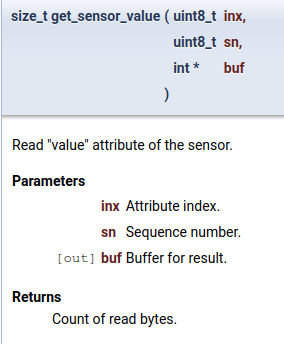 size_t get_sensor_value ( uint8_t inx,
uint8_t sn,
int * buf
)
Read "value" attribute of the sensor.
Parameters
inx Attribute index.
sn Sequence number.
[out] buf Buffer for result.
Returns
Count of read bytes.